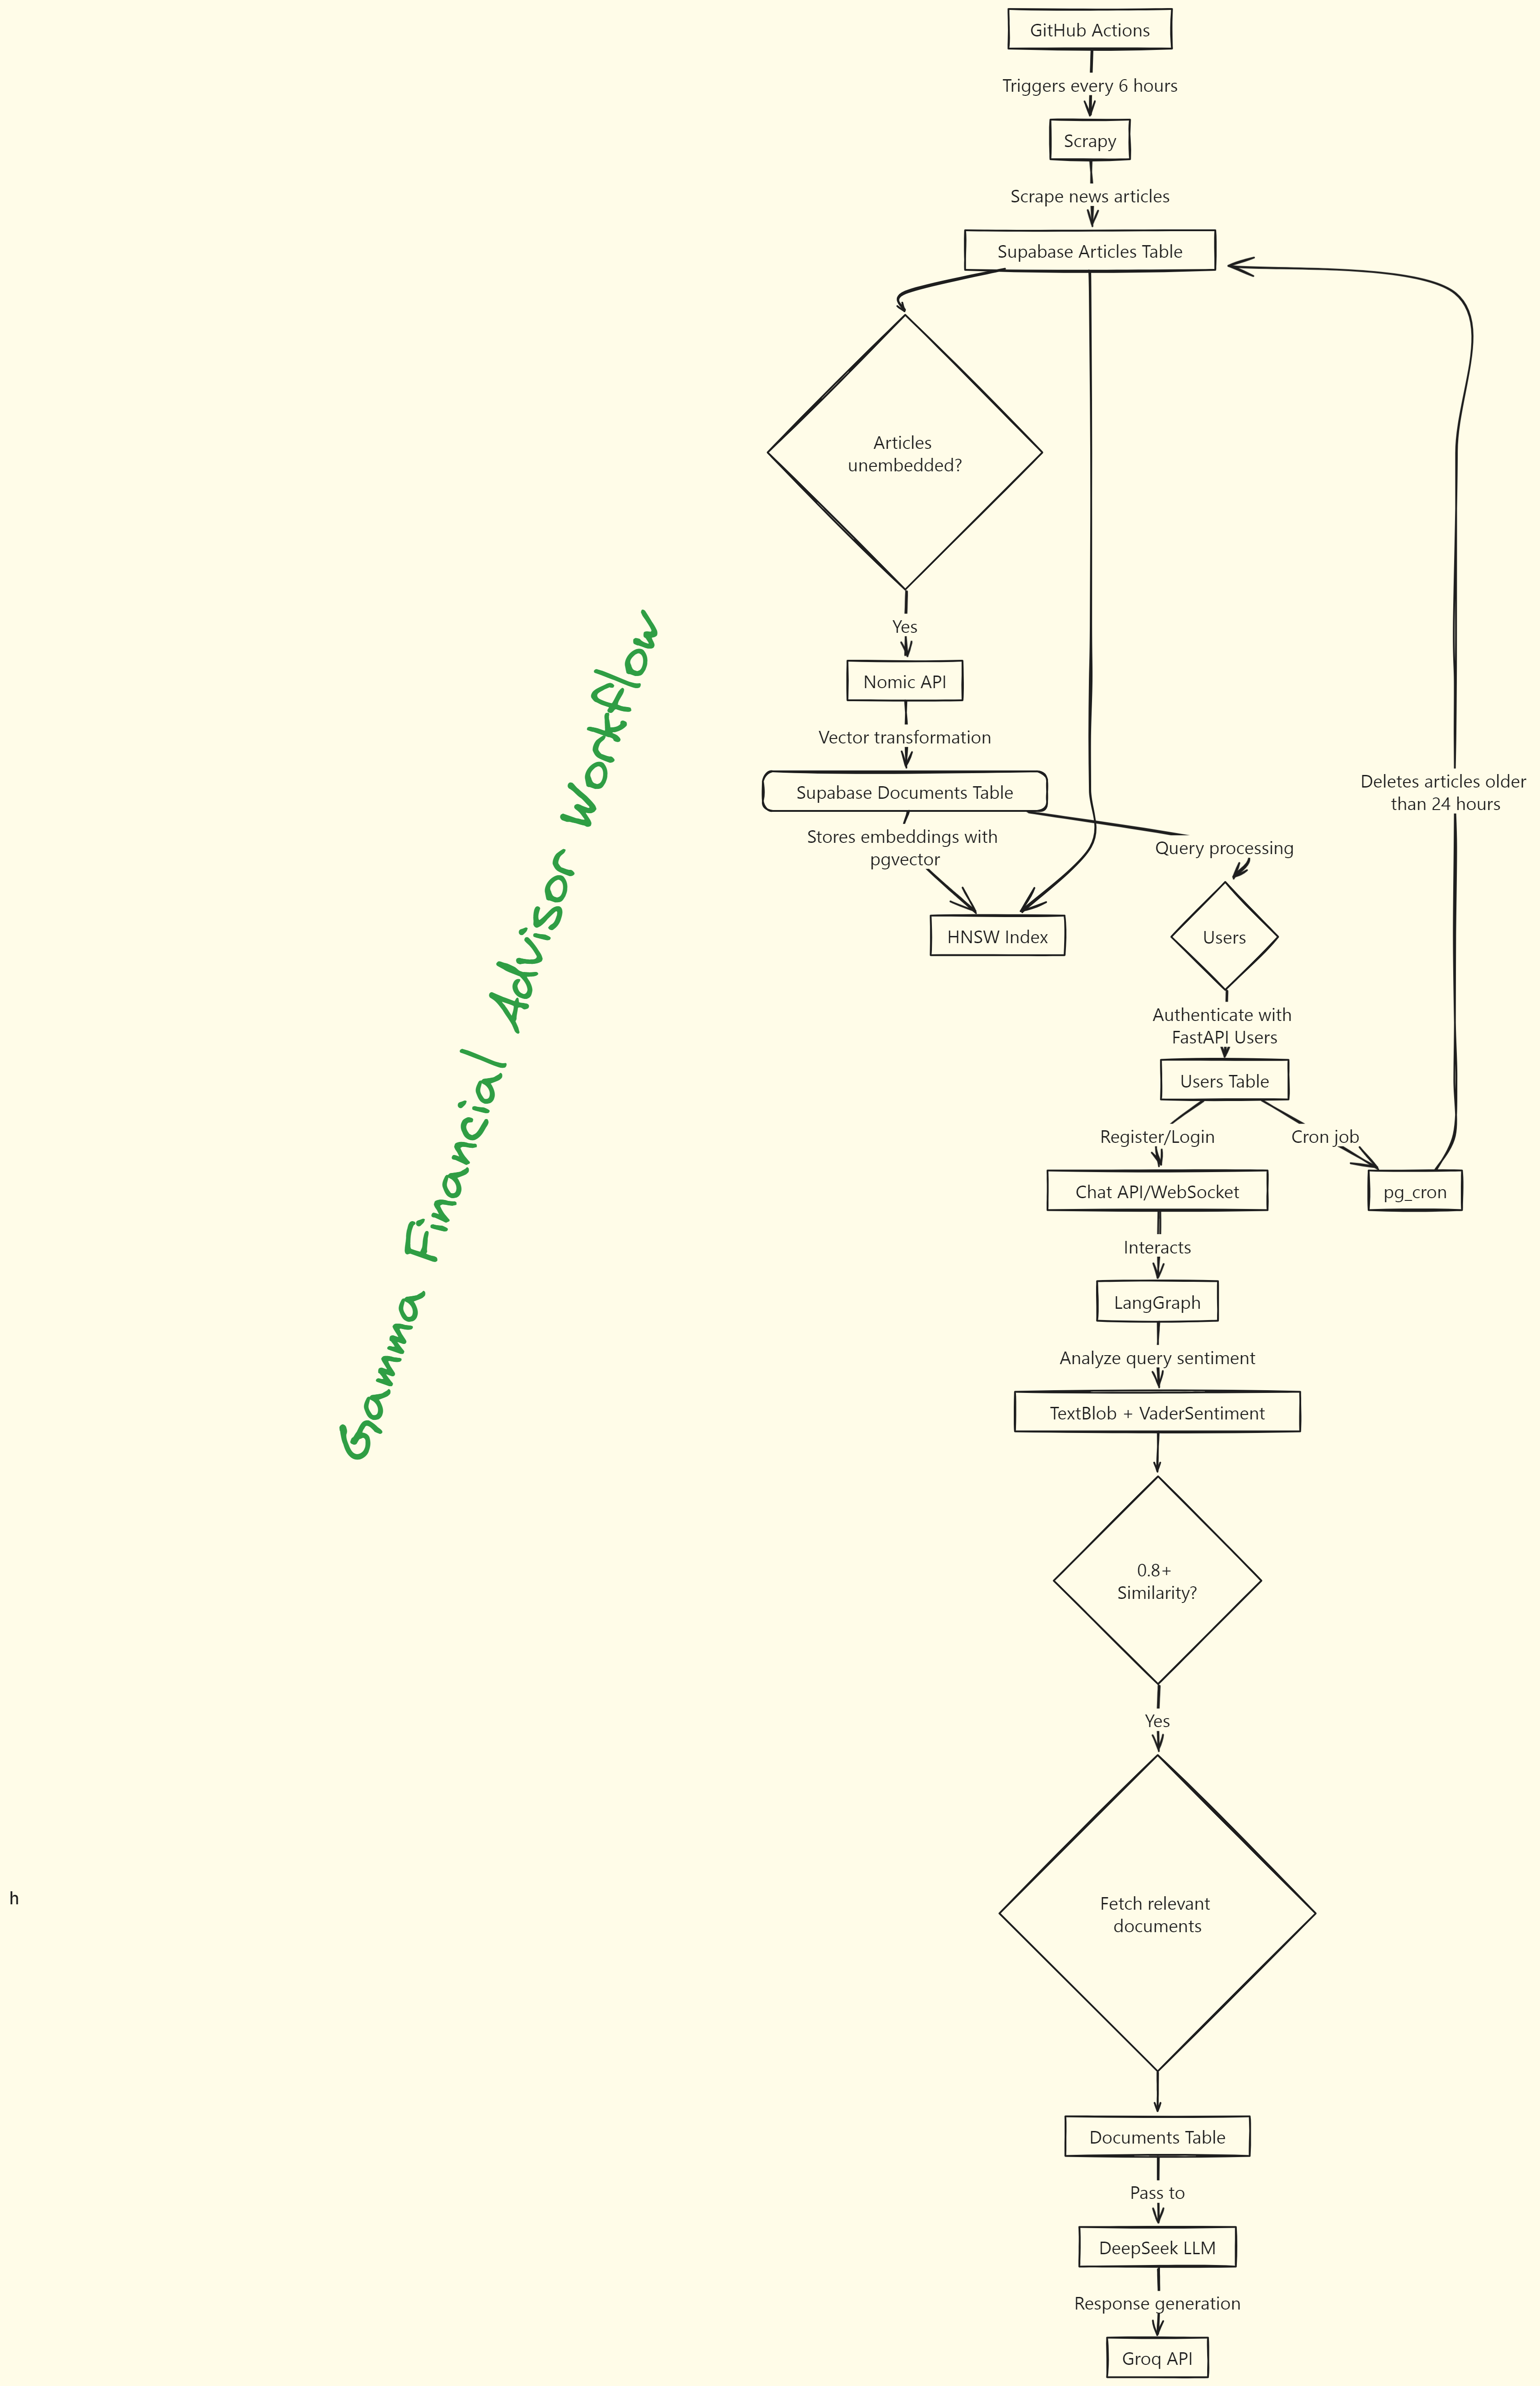 GitHub Actions
Triggers every 6 hours
Scrapy
Scrape news articles
Supabase Articles Table
Articles
unembedded?
Yes
Nomic API
Vector transformation
Supabase Documents Table
Stores embeddings with
pgvector
HNSW Index
Query processing
Users
Authenticate with
FastAPI Users
Users Table
Register/Login
Cron job
Chat API/WebSocket
pg_cron
Deletes articles older
than 24 hours
Interacts
LangGraph
Analyze query sentiment
TextBlob + VaderSentiment
0.8+
Similarity?
Yes
Fetch relevant
documents
Documents Table
Pass to
DeepSeek LLM
Response generation
Groq API
Gamma Financial Advisor Workflow
h